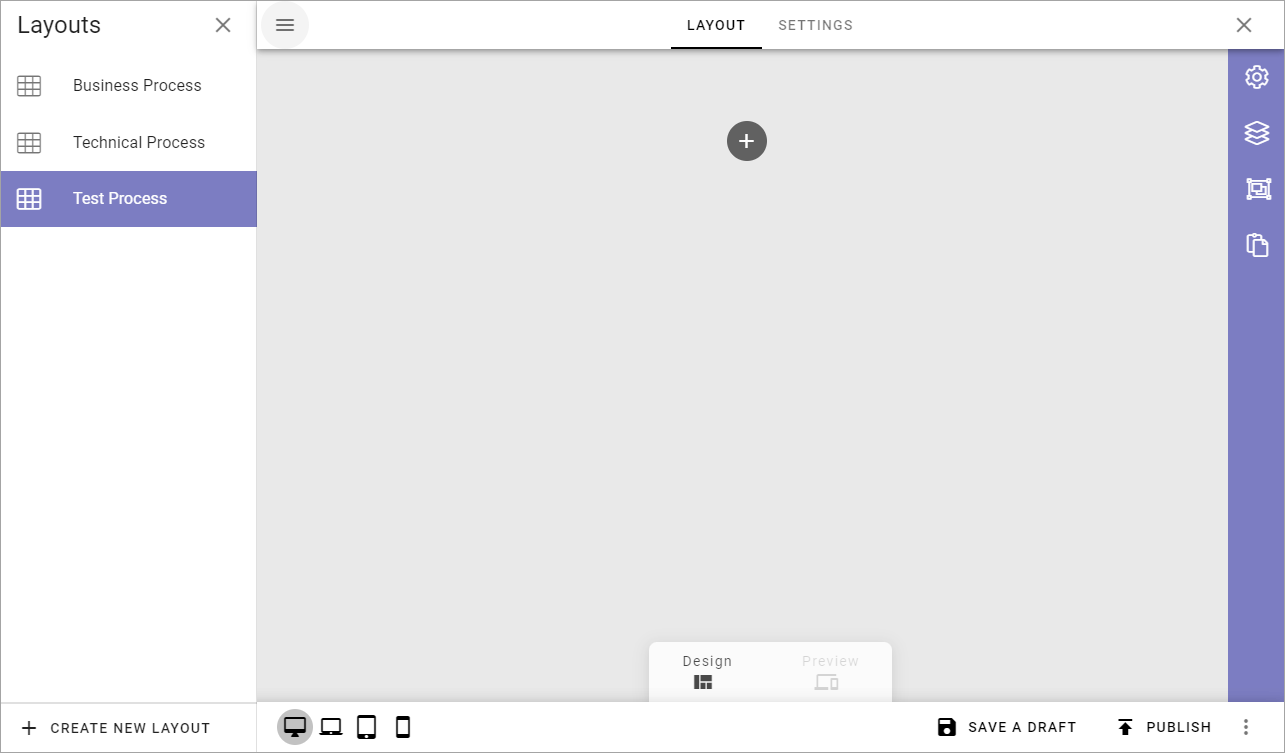 Layouts
LAYOUT SETTINGS
Business Process
Technical Process
Test Process
Design Preview
CREATE NEW LAYOUT
SAVE A DRAFT PUBLISH